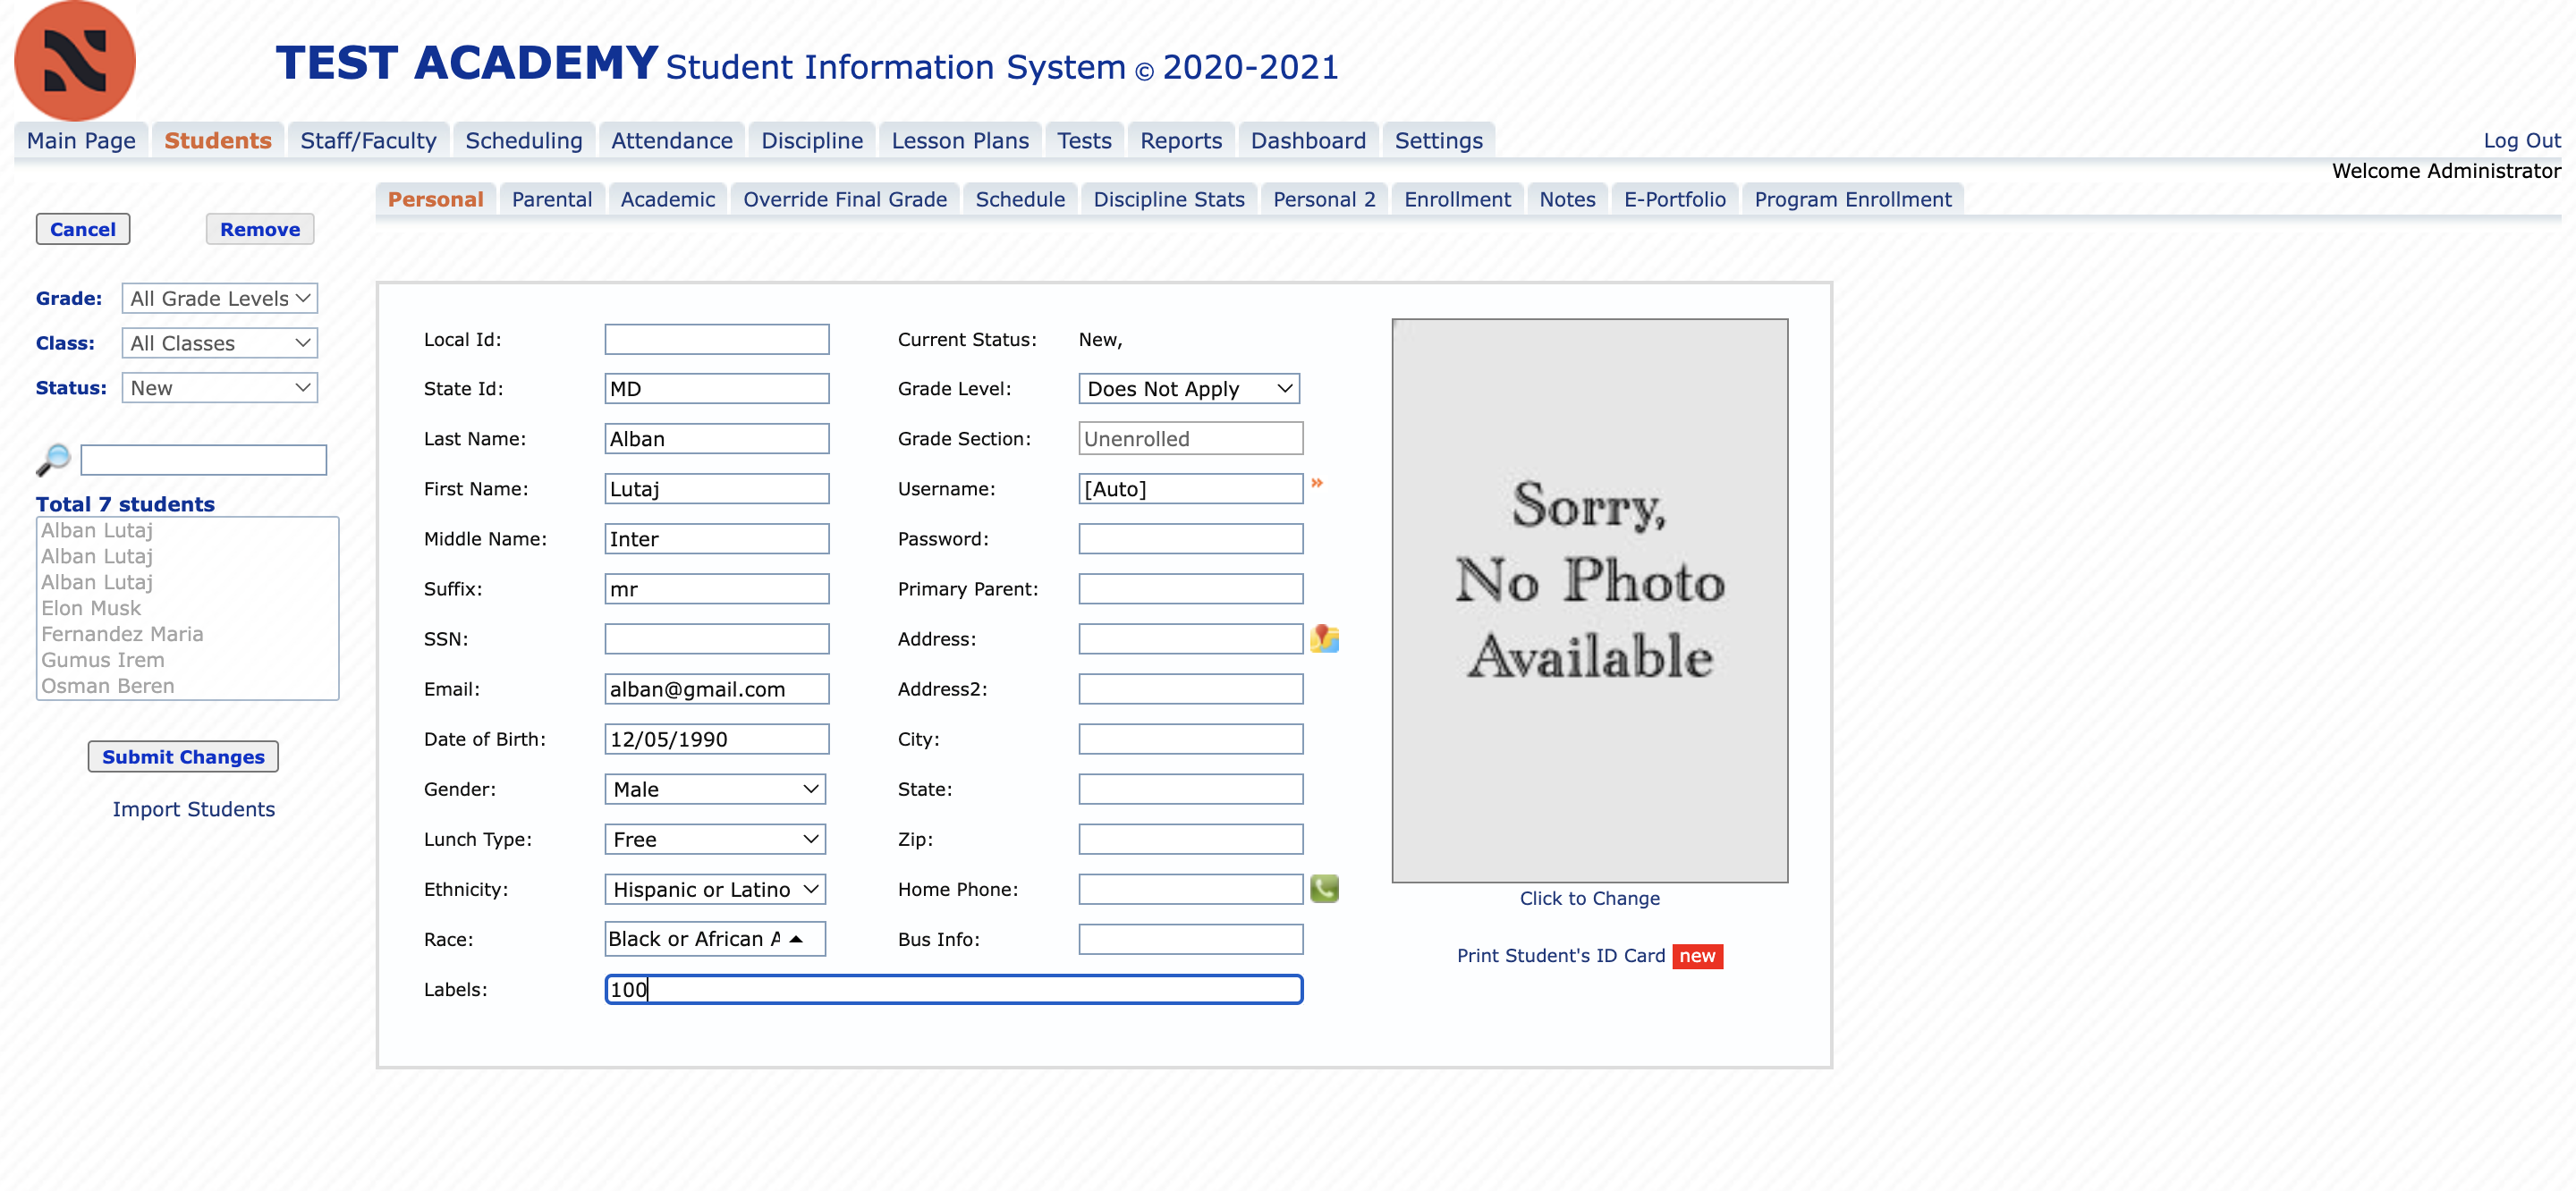 TEST ACADEMY Student Information System © 2020-2021
Main Page Students Staff/Faculty Scheduling Attendance Discipline Lesson Plans Tests Reports Dashboard Settings Log Out
Welcome Administrator
Personal Parental Academic Override Final Grade Schedule Discipline Stats Personal 2 Enrollment Notes E-Portfolio Program Enrollment
Cancel Remove
Grade: All Grade Levels
Class: All Classes
Status: New
Total 7 students
Alban Lutaj
Alban Lutaj
Alban Lutaj
Elon Musk
Fernandez Maria
Gumus Irem
Osman Beren
Submit Changes
Import Students
Local Id:
State Id: MD
Last Name: Alban
First Name: Lutaj
Middle Name: Inter
Suffix: mr
SSN:
Email: alban@gmail.com
Date of Birth: 12/05/1990
Gender: Male
Lunch Type: Free
Ethnicity: Hispanic or Latino
Race: Black or African A
Labels: 100
Current Status: New,
Grade Level: Does Not Apply
Grade Section: Unenrolled
Username: [Auto] »
Password:
Primary Parent:
Address:
Address2:
City:
State:
Zip:
Home Phone:
Bus Info:
Sorry,
No Photo
Available
Click to Change
Print Student's ID Card new